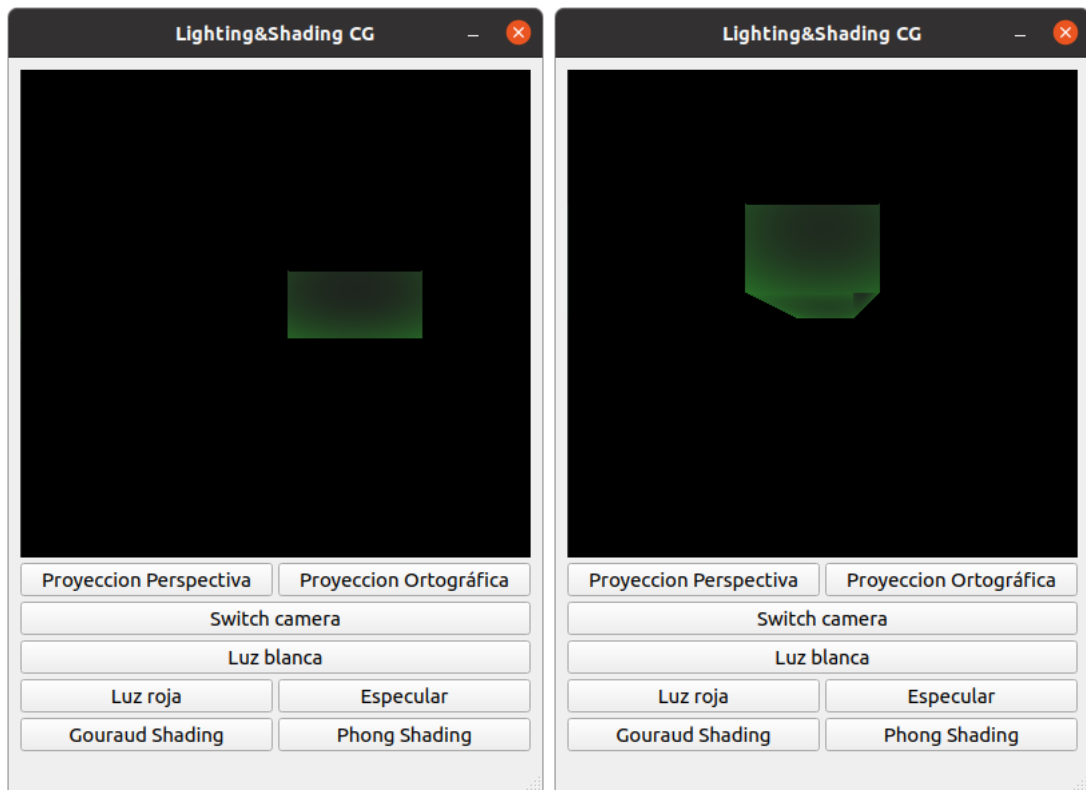 Lighting&Shading CG
Proyeccion Perspectiva Proyeccion Ortográfica
Switch camera
Luz blanca
Luz roja Especular
Gouraud Shading Phong Shading
Lighting&Shading CG
Proyeccion Perspectiva Proyeccion Ortográfica
Switch camera
Luz blanca
Luz roja Especular
Gouraud Shading Phong Shading